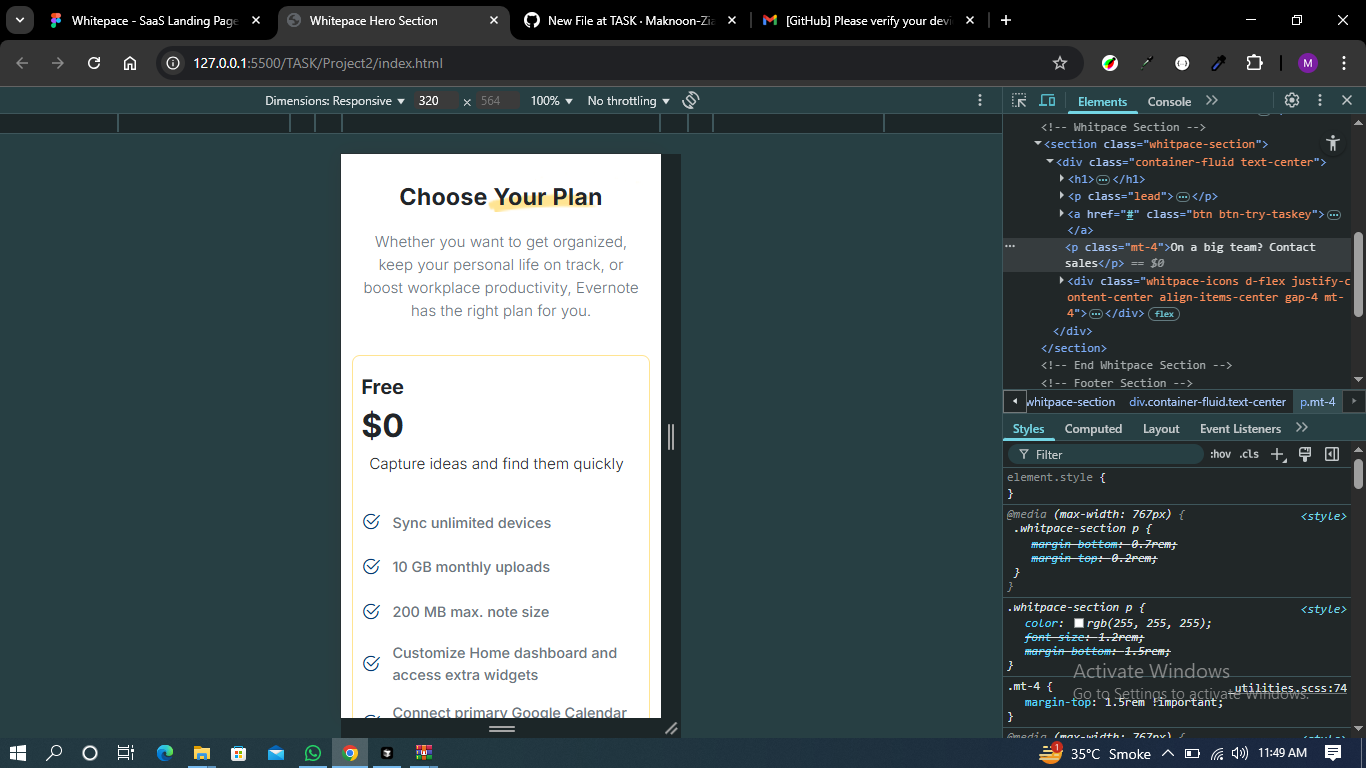 Whitepace - SaaS Landing Page
Whitepace Hero Section
New File at TASK · Maknoon-Zia
[GitHub] Please verify your devi
127.0.0.1:5500/TASK/Project2/index.html
M
Dimensions: Responsive
320
×
564
100%
No throttling
Elements
Console
Choose Your Plan
Whether you want to get organized,
keep your personal life on track, or
boost workplace productivity, Evernote
has the right plan for you.
Free
$0
Capture ideas and find them quickly
Sync unlimited devices
10 GB monthly uploads
200 MB max. note size
Customize Home dashboard and
access extra widgets
Connect primary Google Calendar
<!-- Whitpace Section -->
<section class="whitpace-section">
<div class="container-fluid text-center">
<h1>…</h1>
<p class="lead">…</p>
<a href="#" class="btn btn-try-taskey">…
</a>
<p class="mt-4">On a big team? Contact
sales</p> == $0
<div class="whitpace-icons d-flex justify-c
ontent-center align-items-center gap-4 mt-
4">…</div> flex
</div>
</section>
<!-- End Whitpace Section -->
<!-- Footer Section -->
whitpace-section
div.container-fluid.text-center
p.mt-4
Styles
Computed
Layout
Event Listeners
Filter
:hov
.cls
element.style {
}
@media (max-width: 767px) {
<style>
.whitpace-section p {
margin-bottom: 0.7rem;
margin-top: 0.2rem;
}
}
.whitpace-section p {
<style>
color: rgb(255, 255, 255);
font-size: 1.2rem;
margin-bottom: 1.5rem;
}
.mt-4 {
_utilities.scss:74
margin-top: 1.5rem !important;
}
@media (max-width: 767px) {
<style>
Activate Windows
Go to Settings to activate Windows.
1
35°C Smoke
11:49 AM